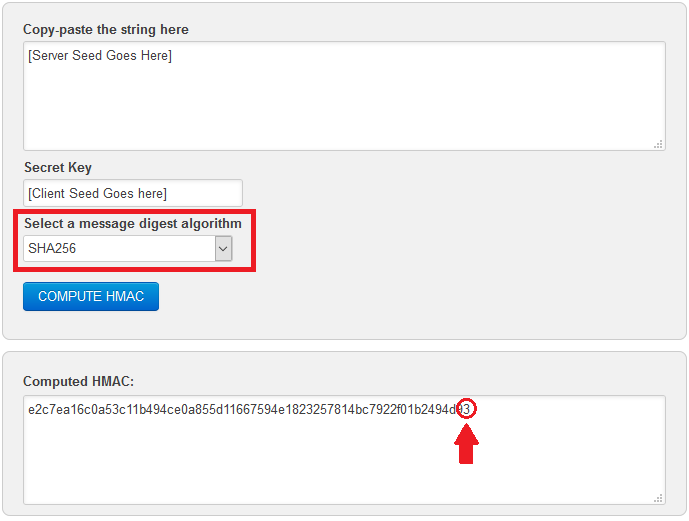 Copy-paste the string here
[Server Seed Goes Here]
Secret Key
[Client Seed Goes here]
Select a message digest algorithm
SHA256
COMPUTE HMAC
Computed HMAC:
e2c7ea16c0a53c11b494ce0a855d11667594e1823257814bc7922f01b2494d93